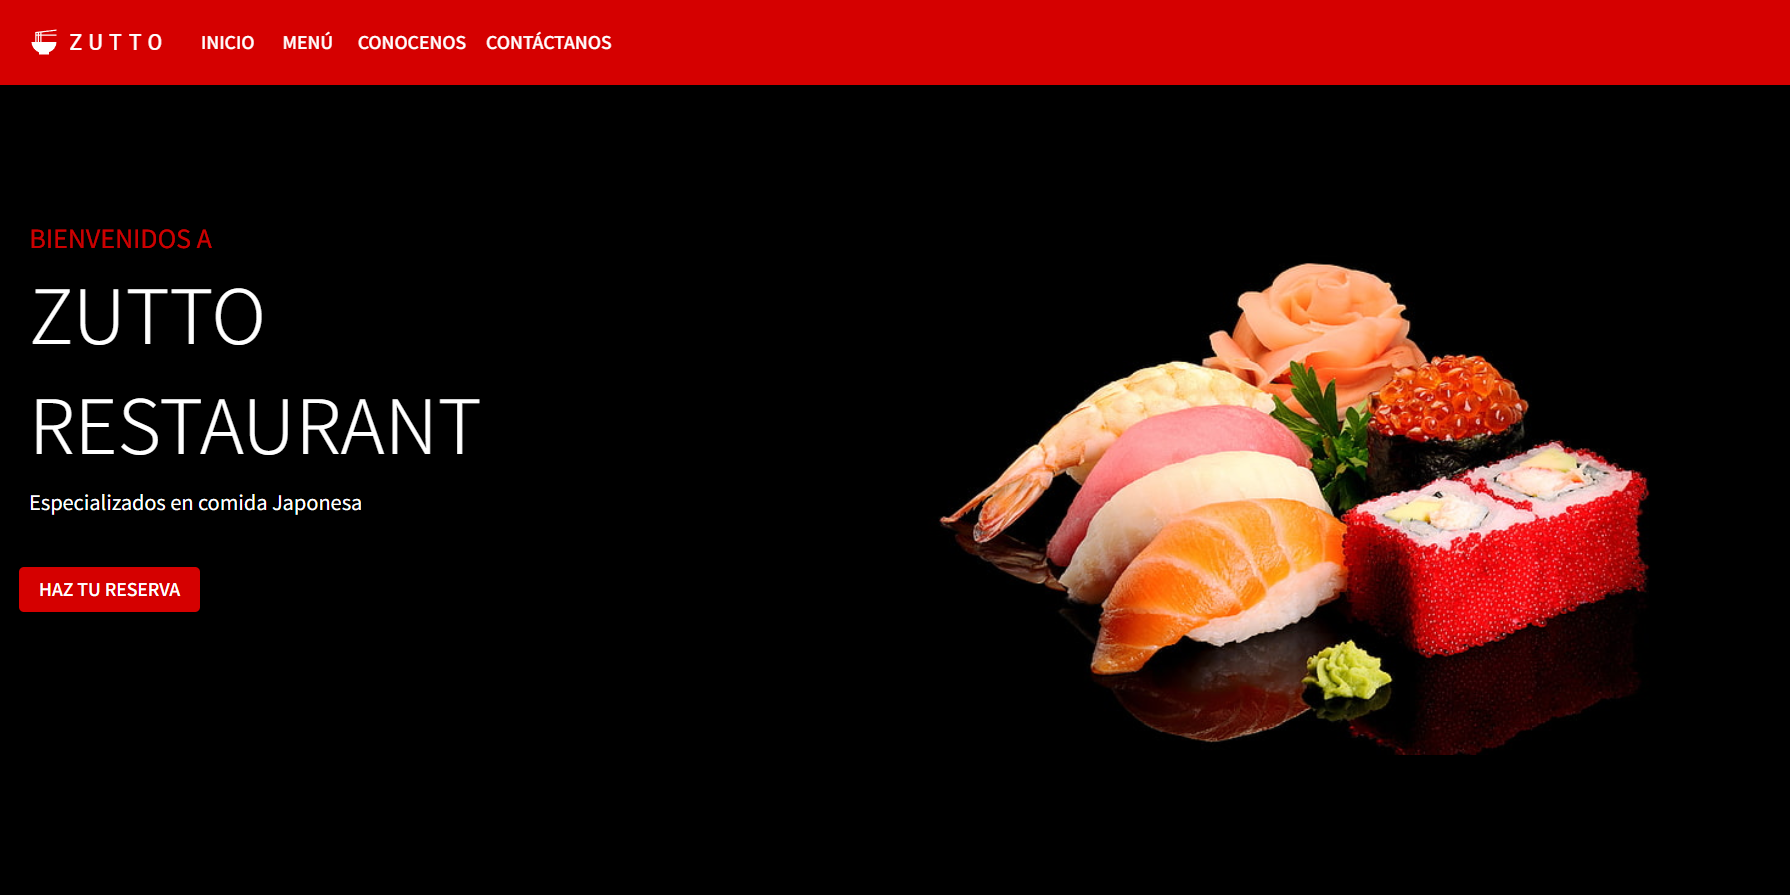 ZUTTO INICIO MENÚ CONOCENOS CONTÁCTANOS
BIENVENIDOS A
ZUTTO
RESTAURANT
Especializados en comida Japonesa
HAZ TU RESERVA